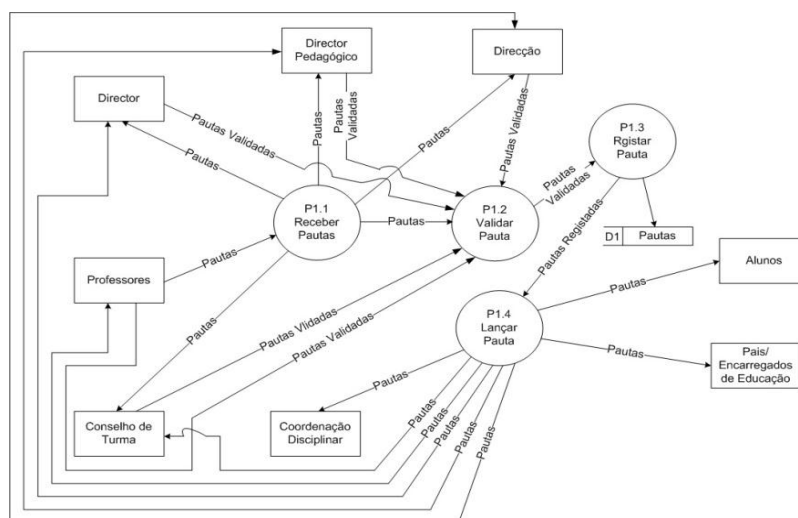 Director
Pedagógico
Direcção
Director
Pautas Validadas
Pautas
Pautas
Pautas
Validadas
Pautas
Pautas Validadas
P1.3
Rgistar
Pauta
P1.1
Receber
Pautas
Pautas
P1.2
Validar
Pauta
Pautas
Validadas
D1
Pautas
Pautas Registadas
Professores
Pautas
Pautas
Pautas Vlidadas
Pautas Validadas
P1.4
Lançar
Pauta
Pautas
Alunos
Pautas
Pais/
Encarregados
de Educação
Pautas
Conselho de
Turma
Coordenação
Disciplinar
Pautas
Pautas
Pautas
Pautas
Pautas